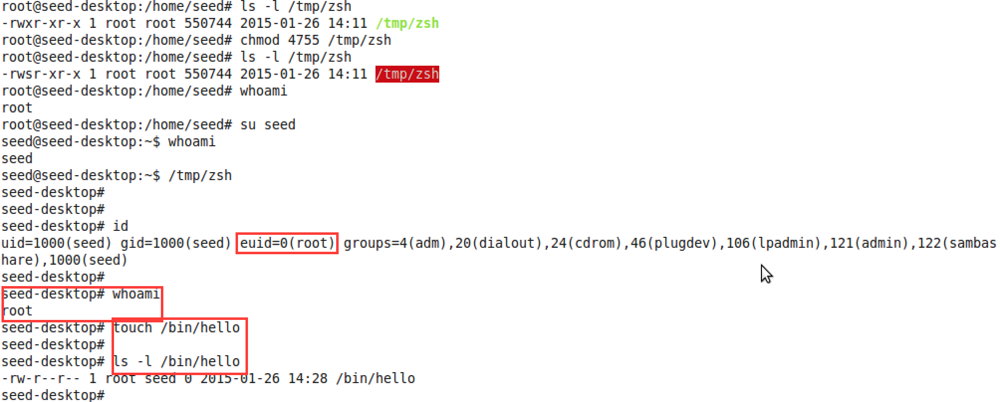 root@seed-desktop:/home/seed# ls -l /tmp/zsh
-rwxr-xr-x 1 root root 550744 2015-01-26 14:11 /tmp/zsh
root@seed-desktop:/home/seed# chmod 4755 /tmp/zsh
root@seed-desktop:/home/seed# ls -l /tmp/zsh
-rwsr-xr-x 1 root root 550744 2015-01-26 14:11 /tmp/zsh
root@seed-desktop:/home/seed# whoami
root
root@seed-desktop:/home/seed# su seed
seed@seed-desktop:~$ whoami
seed
seed@seed-desktop:~$ /tmp/zsh
seed-desktop#
seed-desktop#
seed-desktop# id
uid=1000(seed) gid=1000(seed) euid=0(root) groups=4(adm),20(dialout),24(cdrom),46(plugdev),106(lpadmin),121(admin),122(sambas
hare),1000(seed)
seed-desktop#
seed-desktop# whoami
root
seed-desktop# touch /bin/hello
seed-desktop#
seed-desktop# ls -l /bin/hello
-rw-r--r-- 1 root seed 0 2015-01-26 14:28 /bin/hello
seed-desktop#